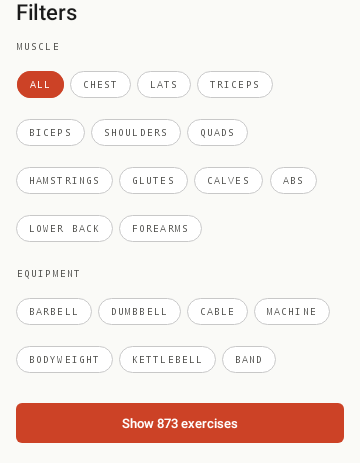 Filters
MUSCLE
ALL CHEST LATS TRICEPS
BICEPS SHOULDERS QUADS
HAMSTRINGS GLUTES CALVES ABS
LOWER BACK FOREARMS
EQUIPMENT
BARBELL DUMBBELL CABLE MACHINE
BODYWEIGHT KETTLEBELL BAND
Show 873 exercises